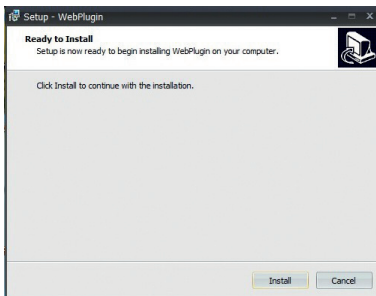 Setup - WebPlugin
Ready to Install
Setup is now ready to begin installing WebPlugin on your computer.
Click Install to continue with the installation.
Install
Cancel